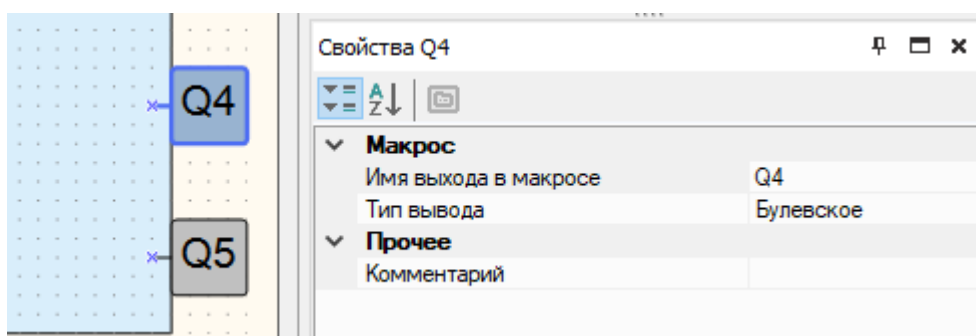 Q4
Q5
Свойства Q4
Макрос
Имя выхода в макросе Q4
Тип вывода Булевское
Прочее
Комментарий